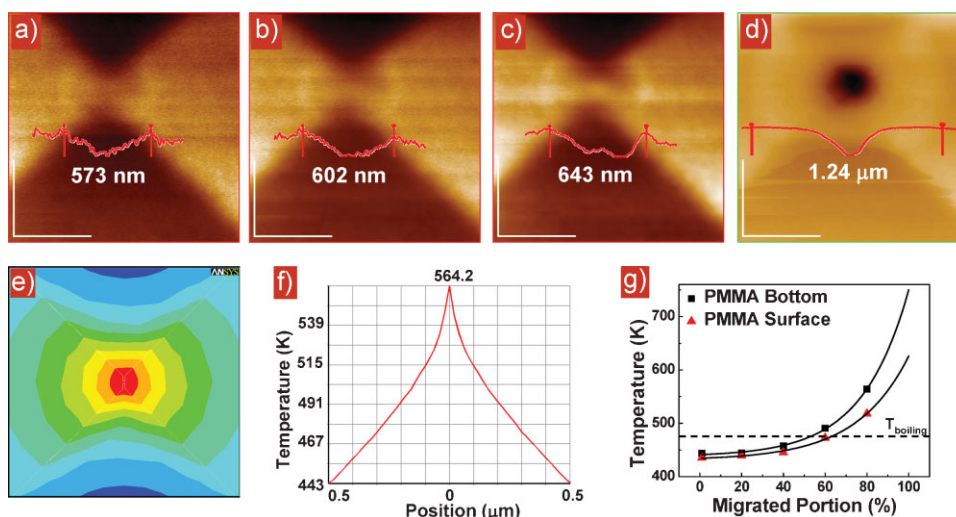 a)
573 nm
b)
602 nm
c)
643 nm
d)
1.24 μm
e)
ANSYS
f)
564.2
539
515
491
467
443
0.5
0
0.5
Temperature (K)
Position (μm)
g)
PMMA Bottom
PMMA Surface
T boiling
700
600
500
400
0
20
40
60
80
100
Temperature (K)
Migrated Portion (%)